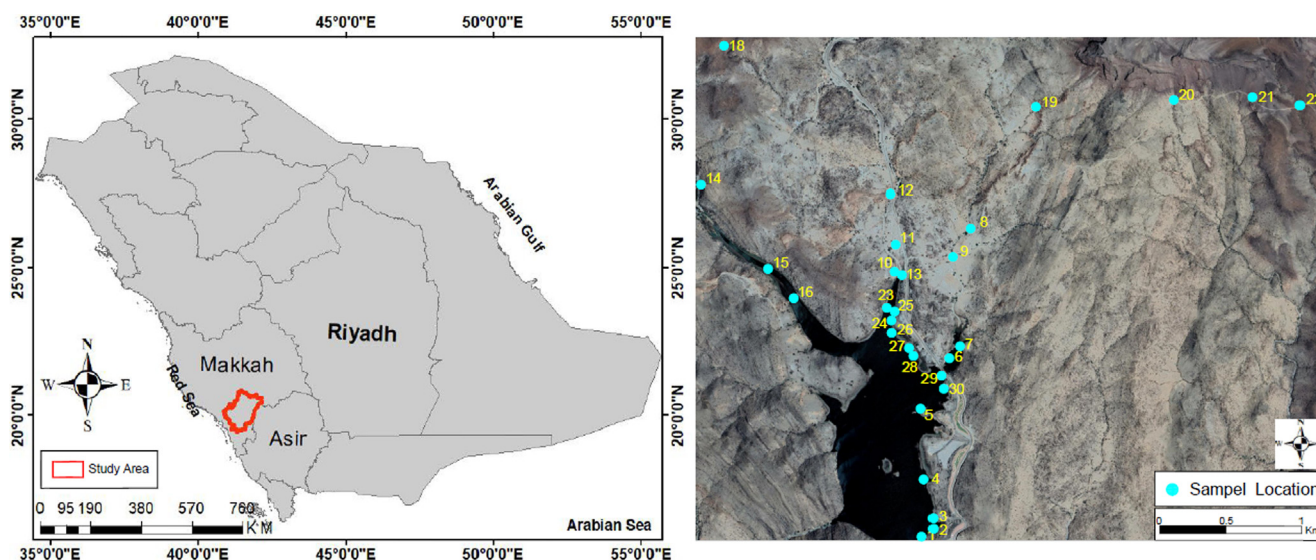 35°0'0"E 40°0'0"E 45°0'0"E 50°0'0"E 55°0'0"E
30°0'0"N
25°0'0"N
20°0'0"N
30°0'0"N
25°0'0"N
20°0'0"N
Arabian Gulf
Riyadh
Makkah
Red Sea
Asir
N
W E
S
Study Area
0 95 190 380 570 760
K M
Arabian Sea
35°0'0"E 40°0'0"E 45°0'0"E 50°0'0"E 55°0'0"E
18
19
20
21
22
14
12
8
11
9
10
13
15
16
23
25
24
26
27
28
7
6
29
30
5
4
3
2
1
N
W E
S
Sampel Location
0 0.5 1